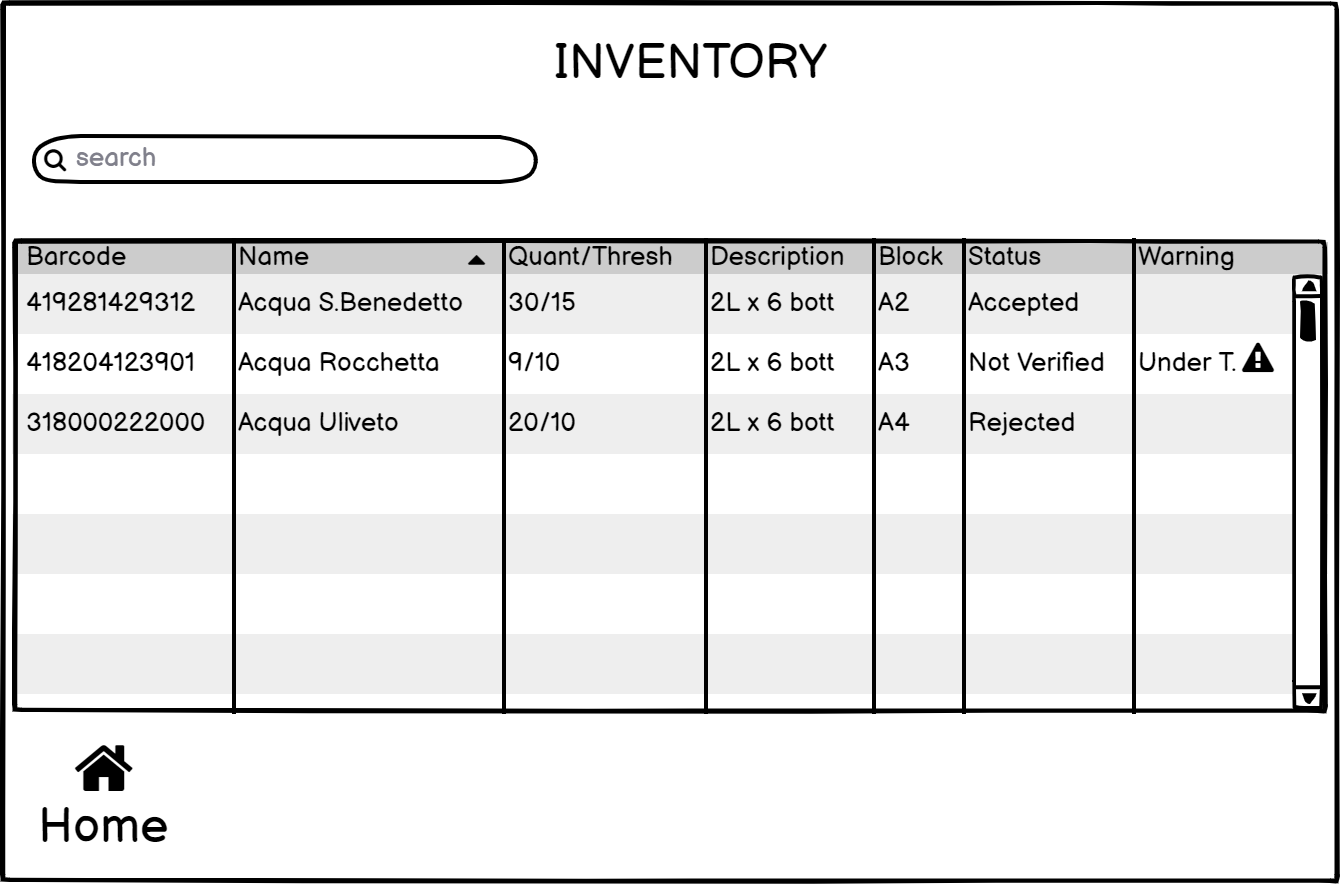 INVENTORY
search
Barcode Name Quant/Thresh Description Block Status Warning
419281429312 Acqua S.Benedetto 30/15 2L x 6 bott A2 Accepted
418204123901 Acqua Rocchetta 9/10 2L x 6 bott A3 Not Verified Under T.
318000222000 Acqua Uliveto 20/10 2L x 6 bott A4 Rejected
Home